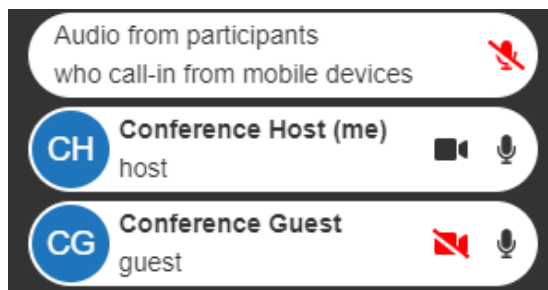 Audio from participants
who call-in from mobile devices
CH
Conference Host (me)
host
CG
Conference Guest
guest